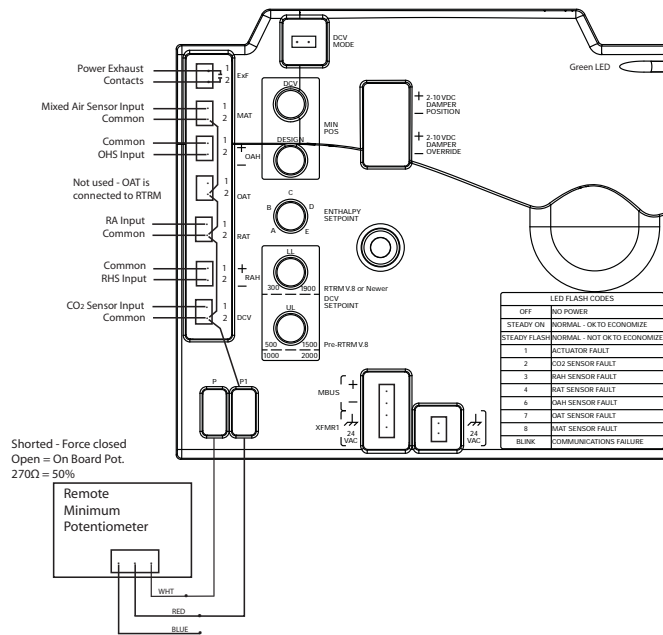 DCV
MODE
Green LED
Power Exhaust
Contacts
1
2
ExF
Mixed Air Sensor Input
Common
1
2
MAT
Common
OHS Input
1
2
+
−
OAH
Not used - OAT is
connected to RTRM
1
2
OAT
RA Input
Common
1
2
RAT
Common
RHS Input
1
2
+
−
RAH
CO2 Sensor Input
Common
1
2
DCV
DCV
DESIGN
MIN
POS
+ 2-10 VDC
DAMPER
− POSITION
+ 2-10 VDC
DAMPER
− OVERRIDE
A
B
C
D
E
ENTHALPY
SETPOINT
LL
300 1900
RTRM V.8 or Newer
DCV
SETPOINT
UL
500 1500
1000 2000
Pre-RTRM V.8
P
P1
MBUS
+
−
XFMR1
24
VAC
24
VAC
LED FLASH CODES
OFF NO POWER
STEADY ON NORMAL - OK TO ECONOMIZE
STEADY FLASH NORMAL - NOT OK TO ECONOMIZE
1 ACTUATOR FAULT
2 CO2 SENSOR FAULT
3 RAH SENSOR FAULT
4 RAT SENSOR FAULT
6 OAH SENSOR FAULT
7 OAT SENSOR FAULT
8 MAT SENSOR FAULT
BLINK COMMUNICATIONS FAILURE
Shorted - Force closed
Open = On Board Pot.
270Ω = 50%
Remote
Minimum
Potentiometer
WHT
RED
BLUE